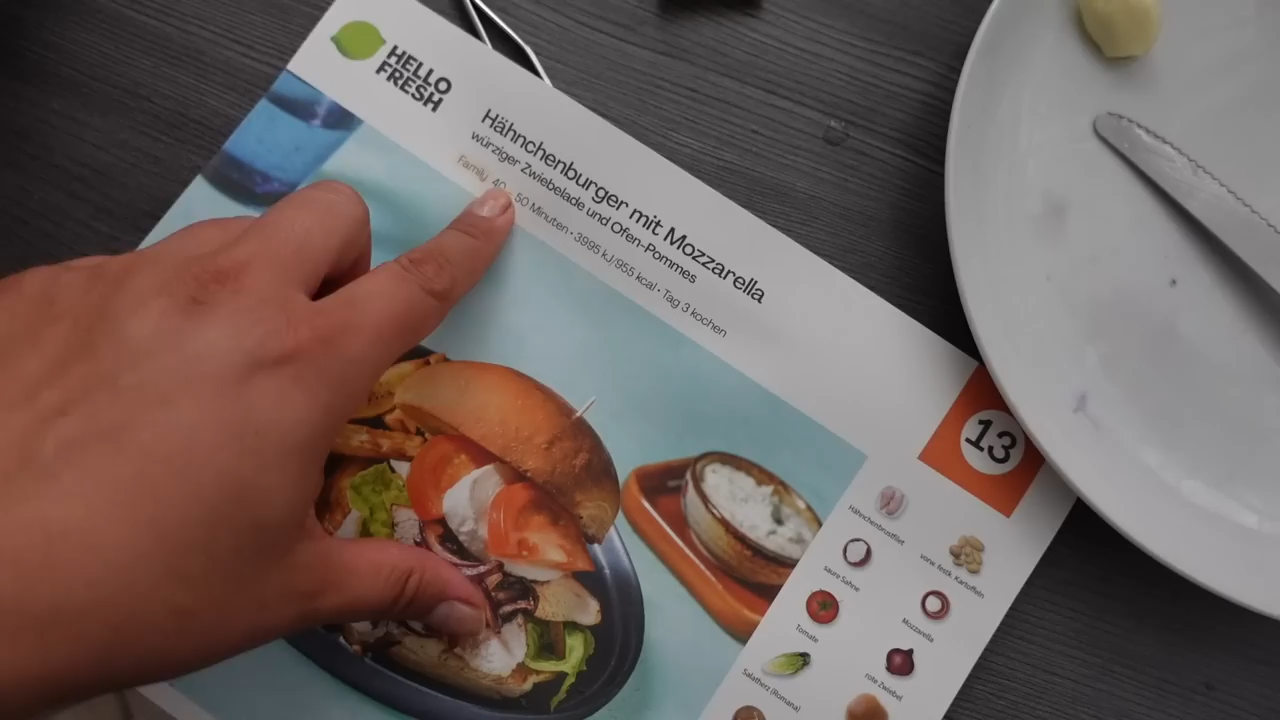 HELLO
FRESH
Hähnchenburger mit Mozzarella
würziger Zwiebelade und Ofen-Pommes
Family 40 50 Minuten • 3995 kJ/955 kcal • Tag 3 kochen
13
Hähnchenbrustfilet
vorw. festk. Kartoffeln
saure Sahne
Mozzarella
Tomate
rote Zwiebel
Salatherz (Romana)